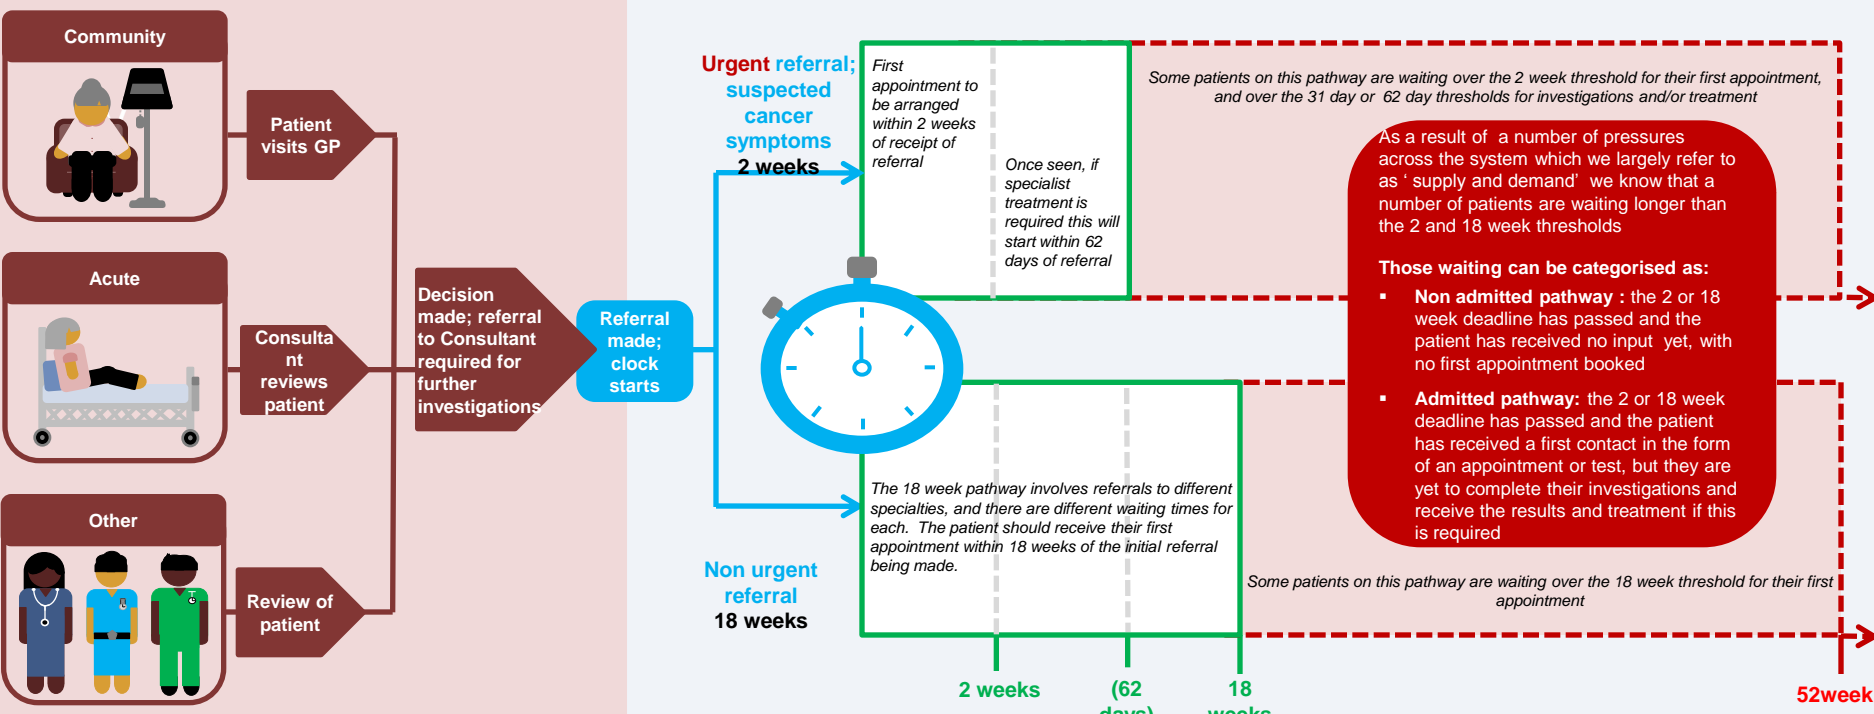 Community
Patient
visits GP
Acute
Consulta
nt
reviews
patient
Other
Review of
patient
Decision
made; referral
to Consultant
required for
further
investigations
Referral
made;
clock
starts
Urgent referral;
suspected
cancer
symptoms
2 weeks
First
appointment to
be arranged
within 2 weeks
of receipt of
referral
Once seen, if
specialist
treatment is
required this will
start within 62
days of referral
Some patients on this pathway are waiting over the 2 week threshold for their first appointment,
and over the 31 day or 62 day thresholds for investigations and/or treatment
As a result of a number of pressures
across the system which we largely refer to
as ‘ supply and demand’ we know that a
number of patients are waiting longer than
the 2 and 18 week thresholds
Those waiting can be categorised as:
▪ Non admitted pathway : the 2 or 18
week deadline has passed and the
patient has received no input yet, with
no first appointment booked
▪ Admitted pathway: the 2 or 18 week
deadline has passed and the patient
has received a first contact in the form
of an appointment or test, but they are
yet to complete their investigations and
receive the results and treatment if this
is required
Non urgent
referral
18 weeks
The 18 week pathway involves referrals to different
specialties, and there are different waiting times for
each. The patient should receive their first
appointment within 18 weeks of the initial referral
being made.
Some patients on this pathway are waiting over the 18 week threshold for their first
appointment
2 weeks
(62
days)
18
weeks
52week